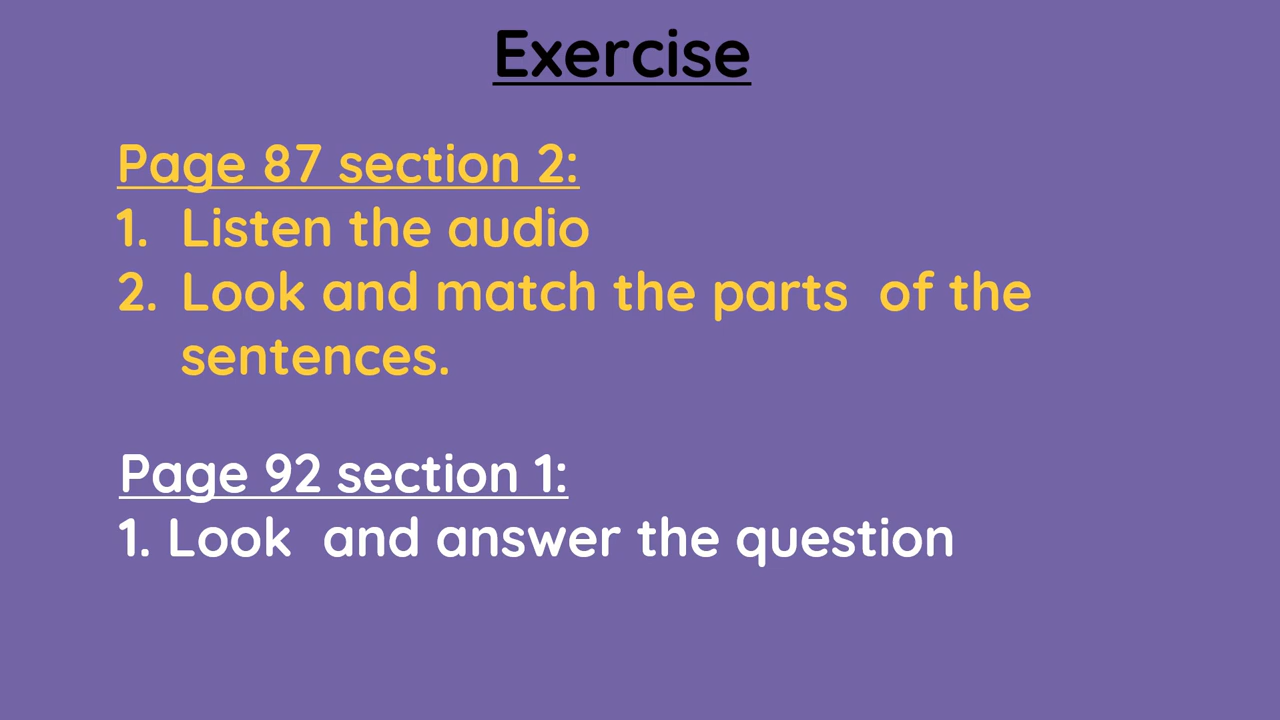 Exercise
Page 87 section 2:
1. Listen the audio
2. Look and match the parts  of the
sentences.
Page 92 section 1:
1. Look  and answer the question